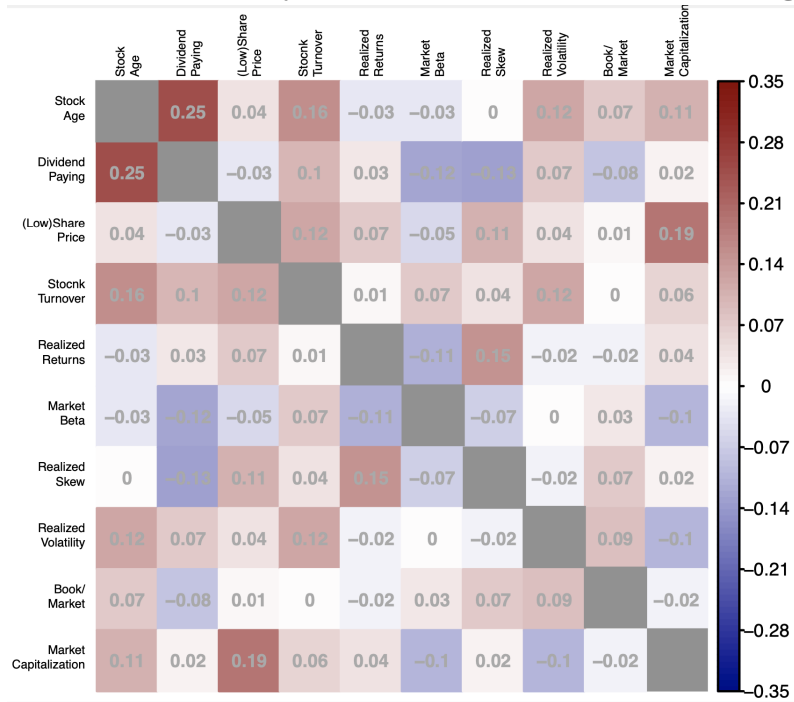 Stock
Age
Dividend
Paying
(Low)Share
Price
Stocnk
Turnover
Realized
Returns
Market
Beta
Realized
Skew
Realized
Volatility
Book/
Market
Market
Capitalization
Stock
Age
0.25 0.04 0.16 −0.03 −0.03 0 0.12 0.07 0.11
Dividend
Paying
0.25 −0.03 0.1 0.03 −0.13 0.07 −0.08 0.02
(Low)Share
Price
0.04 −0.03 0.12 0.07 −0.05 0.11 0.04 0.01 0.19
Stocnk
Turnover
0.16 0.1 0.12 0.01 0.07 0.04 0.12 0 0.06
Realized
Returns
−0.03 0.03 0.07 0.01 −0.11 0.15 −0.02 −0.02 0.04
Market
Beta
−0.03 −0.05 0.07 −0.11 −0.07 0 0.03 −0.1
Realized
Skew
0 −0.13 0.11 0.04 0.15 −0.07 −0.02 0.07 0.02
Realized
Volatility
0.12 0.07 0.04 0.12 −0.02 0 −0.02 0.09 −0.1
Book/
Market
0.07 −0.08 0.01 0 −0.02 0.03 0.07 0.09 −0.02
Market
Capitalization
0.11 0.02 0.19 0.06 0.04 −0.1 0.02 −0.1 −0.02
0.35
0.28
0.21
0.14
0.07
0
−0.07
−0.14
−0.21
−0.28
−0.35